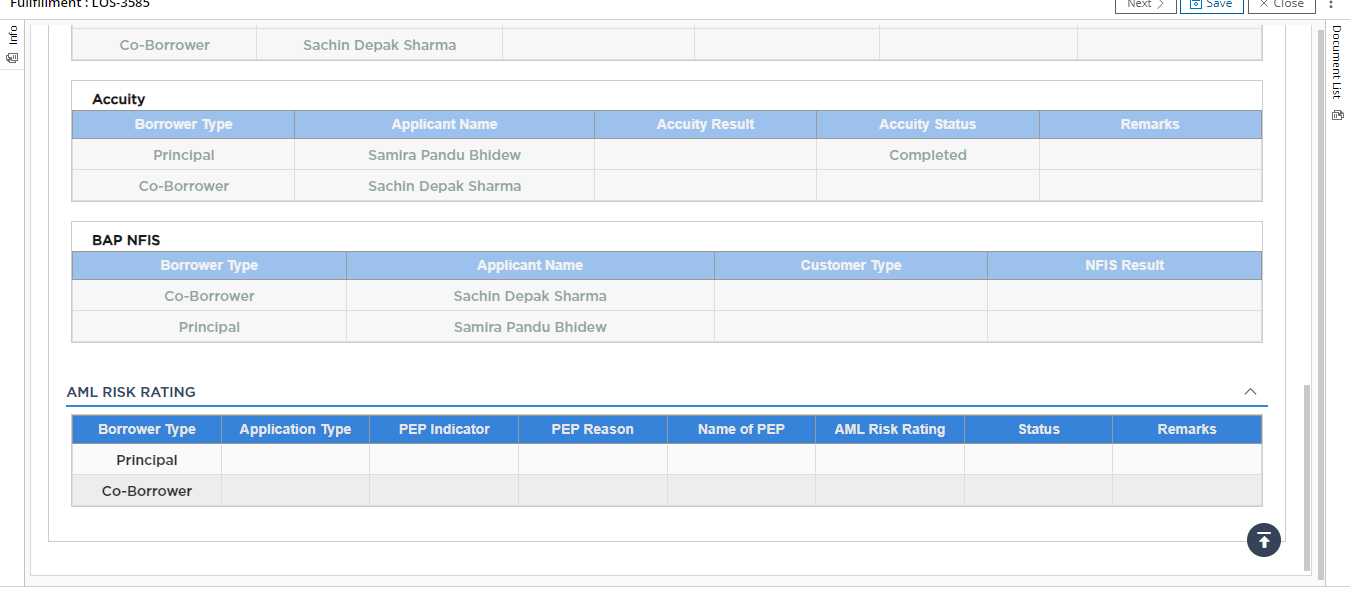 Fullfillment : LOS-3585
Next Save Close
Info
Document List
Co-Borrower Sachin Depak Sharma
Accuity
Borrower Type Applicant Name Accuity Result Accuity Status Remarks
Principal Samira Pandu Bhidew Completed
Co-Borrower Sachin Depak Sharma
BAP NFIS
Borrower Type Applicant Name Customer Type NFIS Result
Co-Borrower Sachin Depak Sharma
Principal Samira Pandu Bhidew
AML RISK RATING
Borrower Type Application Type PEP Indicator PEP Reason Name of PEP AML Risk Rating Status Remarks
Principal
Co-Borrower